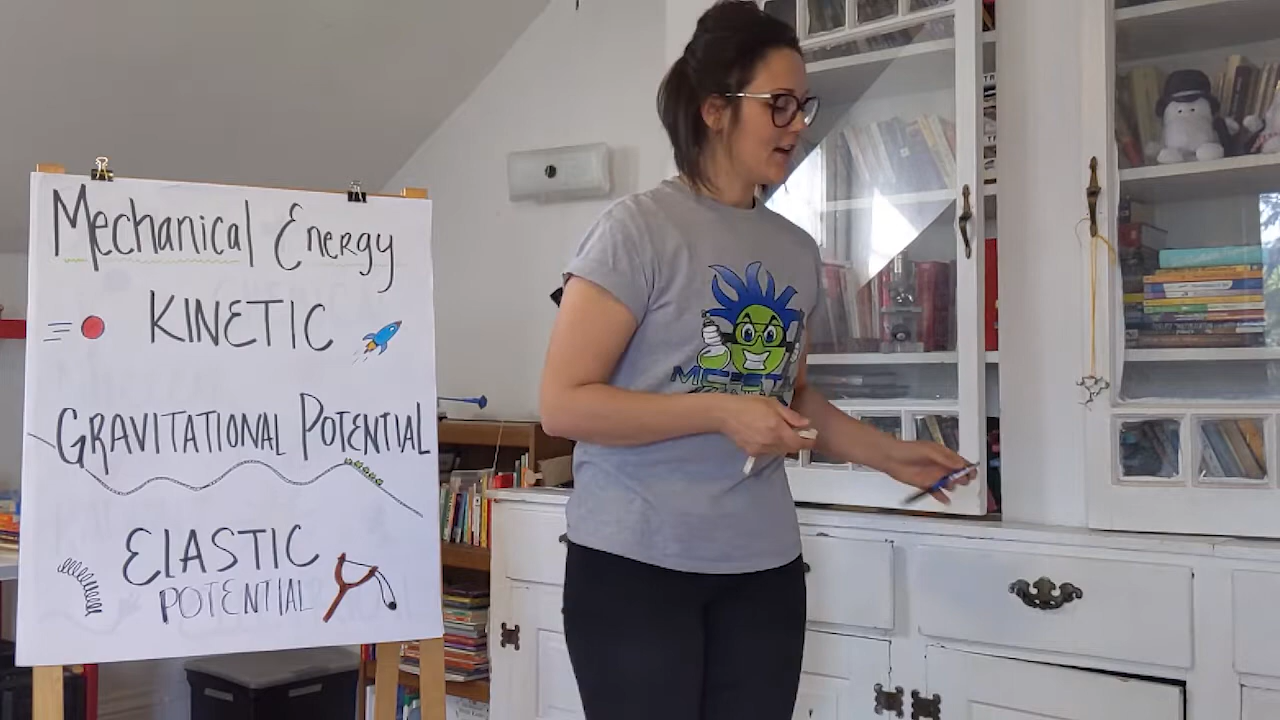 Mechanical Energy
KINETIC
GRAVITATIONAL POTENTIAL
ELASTIC
POTENTIAL